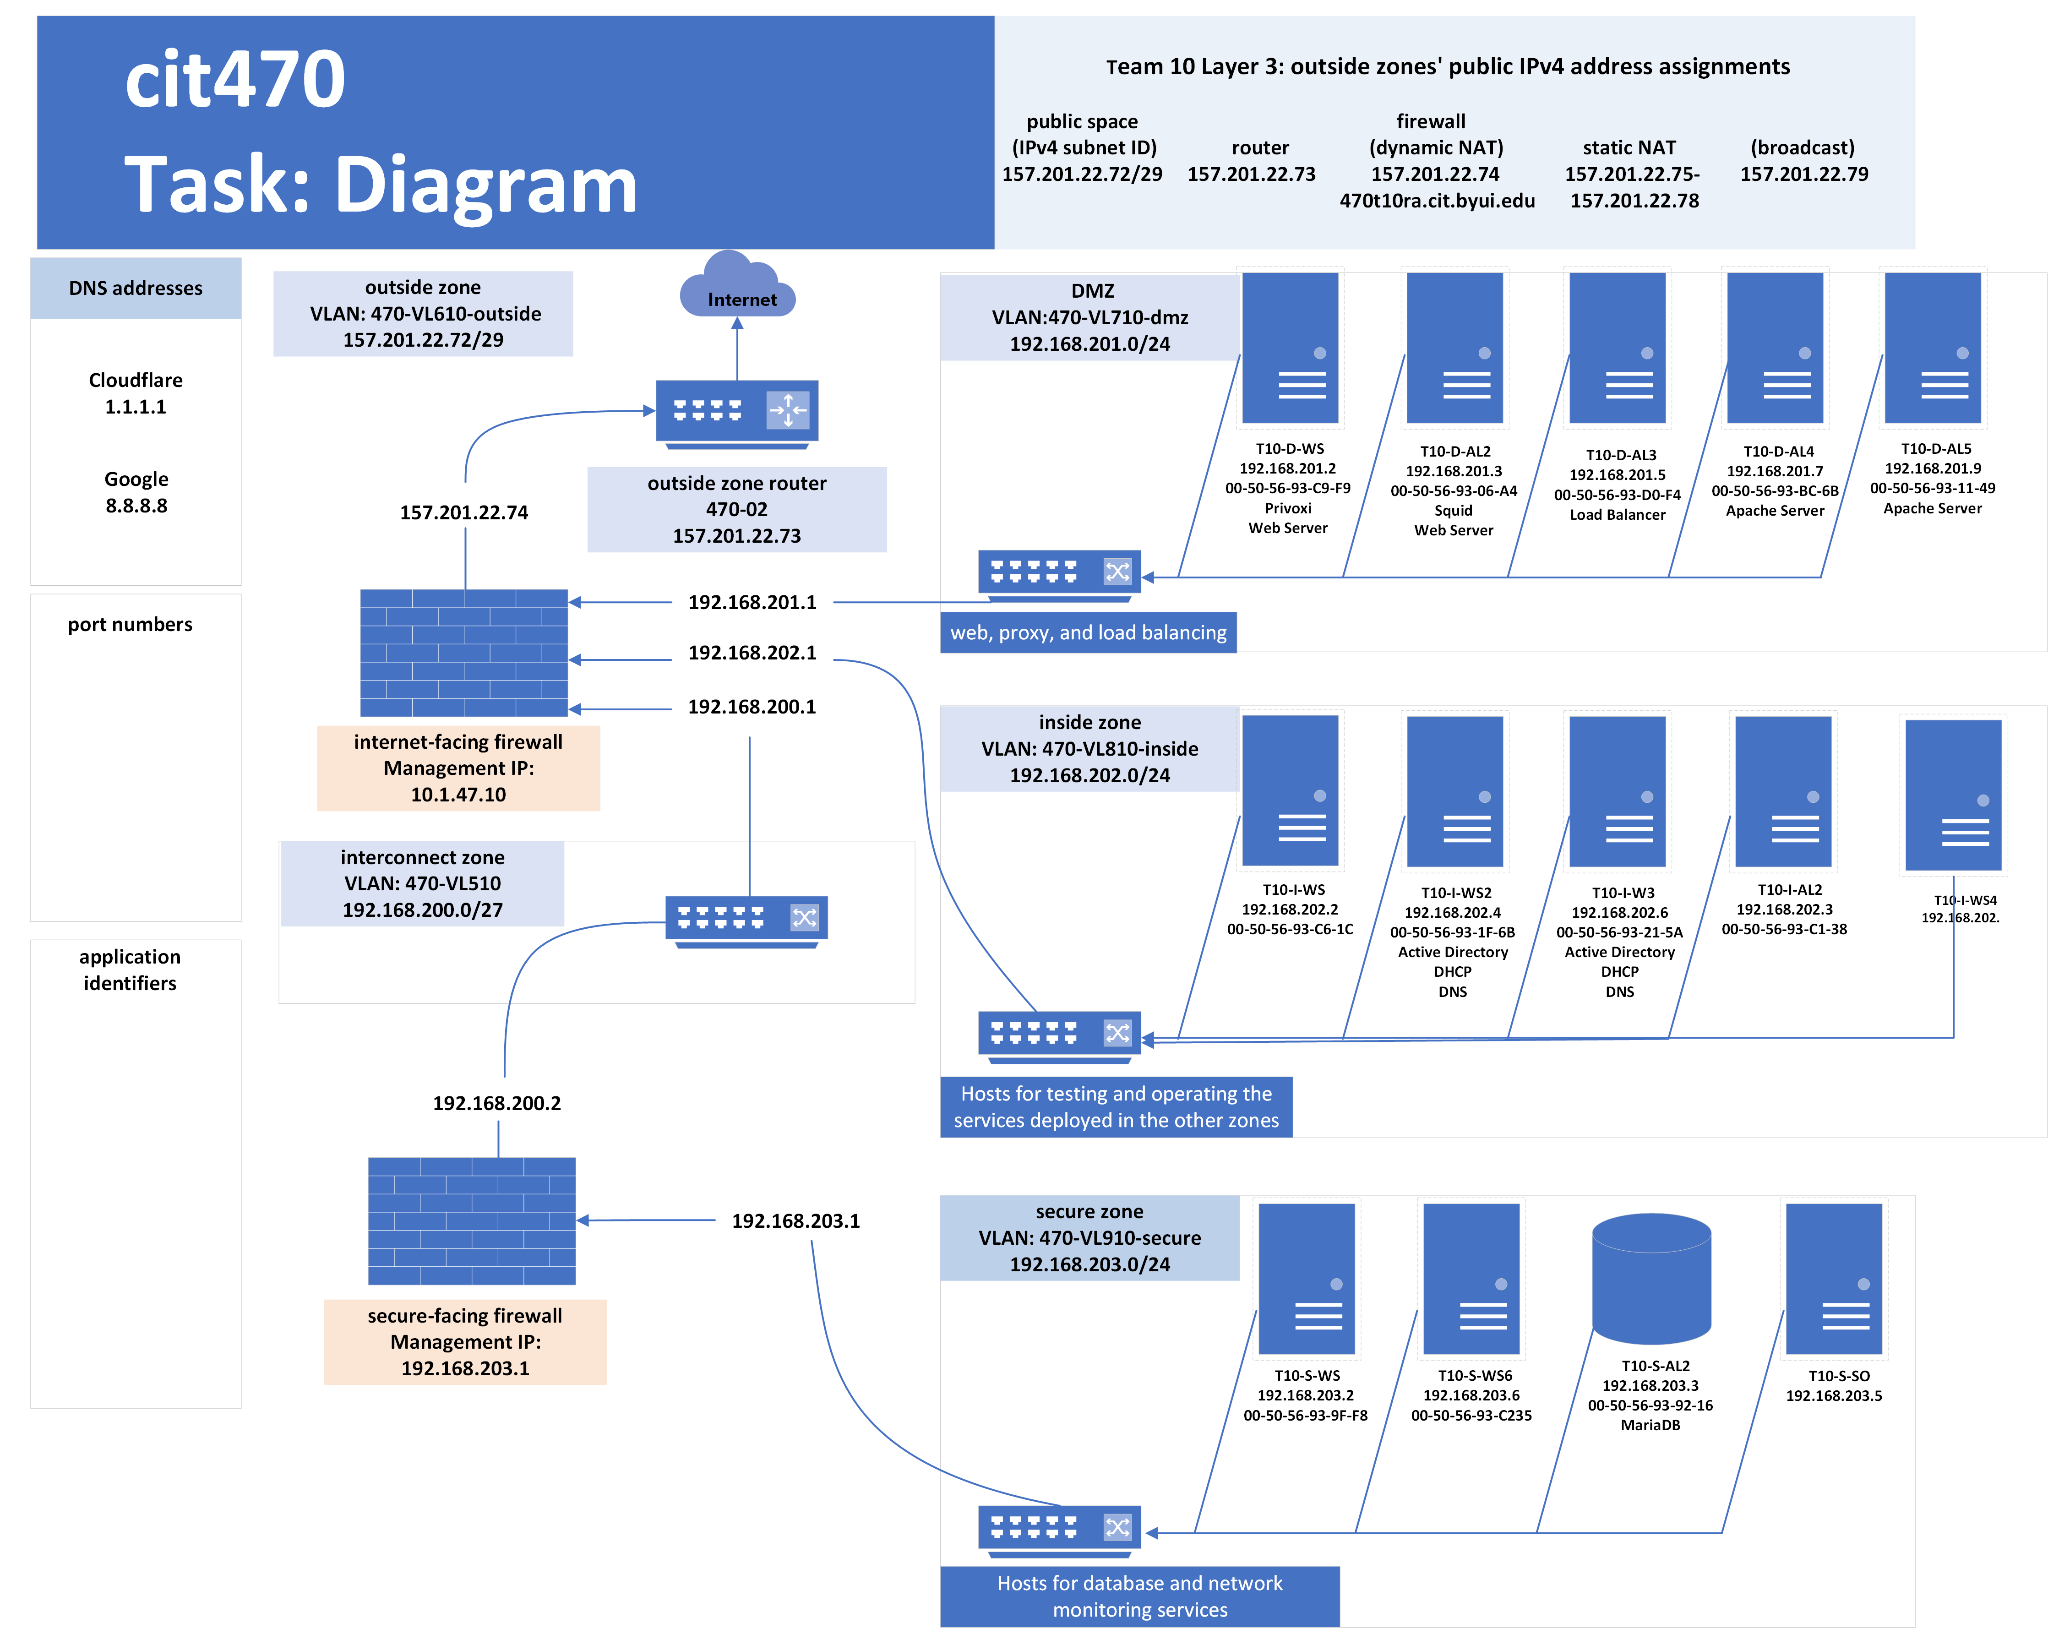 cit470
Task: Diagram
Team 10 Layer 3: outside zones' public IPv4 address assignments
public space
(IPv4 subnet ID)
157.201.22.72/29
router
157.201.22.73
firewall
(dynamic NAT)
157.201.22.74
470t10ra.cit.byui.edu
static NAT
157.201.22.75-
157.201.22.78
(broadcast)
157.201.22.79
DNS addresses
Cloudflare
1.1.1.1
Google
8.8.8.8
port numbers
application
identifiers
outside zone
VLAN: 470-VL610-outside
157.201.22.72/29
Internet
outside zone router
470-02
157.201.22.73
157.201.22.74
192.168.201.1
192.168.202.1
192.168.200.1
internet-facing firewall
Management IP:
10.1.47.10
interconnect zone
VLAN: 470-VL510
192.168.200.0/27
192.168.200.2
192.168.203.1
secure-facing firewall
Management IP:
192.168.203.1
DMZ
VLAN:470-VL710-dmz
192.168.201.0/24
T10-D-WS
192.168.201.2
00-50-56-93-C9-F9
Privoxi
Web Server
T10-D-AL2
192.168.201.3
00-50-56-93-06-A4
Squid
Web Server
T10-D-AL3
192.168.201.5
00-50-56-93-D0-F4
Load Balancer
T10-D-AL4
192.168.201.7
00-50-56-93-BC-6B
Apache Server
T10-D-AL5
192.168.201.9
00-50-56-93-11-49
Apache Server
web, proxy, and load balancing
inside zone
VLAN: 470-VL810-inside
192.168.202.0/24
T10-I-WS
192.168.202.2
00-50-56-93-C6-1C
T10-I-WS2
192.168.202.4
00-50-56-93-1F-6B
Active Directory
DHCP
DNS
T10-I-W3
192.168.202.6
00-50-56-93-21-5A
Active Directory
DHCP
DNS
T10-I-AL2
192.168.202.3
00-50-56-93-C1-38
T10-I-WS4
192.168.202.
Hosts for testing and operating the
services deployed in the other zones
secure zone
VLAN: 470-VL910-secure
192.168.203.0/24
T10-S-WS
192.168.203.2
00-50-56-93-9F-F8
T10-S-WS6
192.168.203.6
00-50-56-93-C235
T10-S-AL2
192.168.203.3
00-50-56-93-92-16
MariaDB
T10-S-SO
192.168.203.5
Hosts for database and network
monitoring services